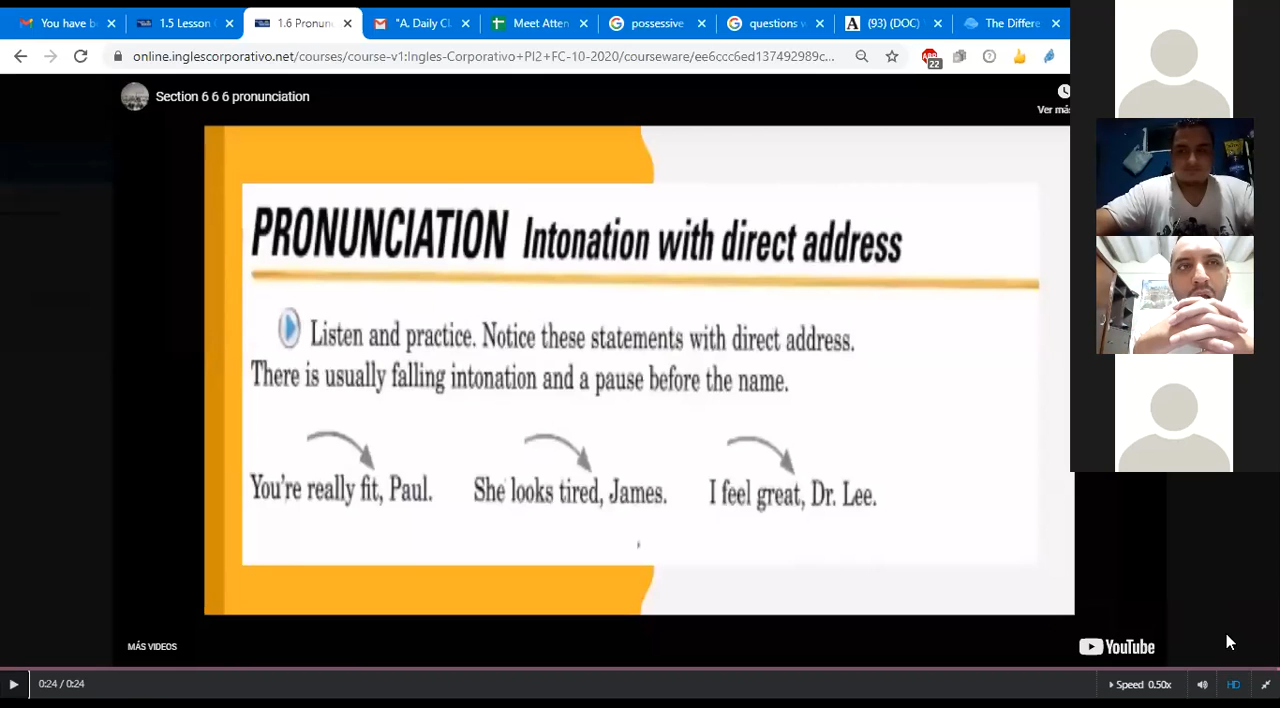 You have b
1.5 Lesson
1.6 Pronun
"A. Daily Cl
Meet Atten
possessive
questions w
(93) (DOC)
The Differe
online.inglescorporativo.net/courses/course-v1:Ingles-Corporativo+PI2+FC-10-2020/courseware/ee6ccc6ed137492989c...
22
Section 6 6 6 pronunciation
Ver más
PRONUNCIATION Intonation with direct address
Listen and practice. Notice these statements with direct address.
There is usually falling intonation and a pause before the name.
You're really fit, Paul. She looks tired, James. I feel great, Dr. Lee.
MÁS VIDEOS
YouTube
0:24 / 0:24
Speed 0.50x
HD